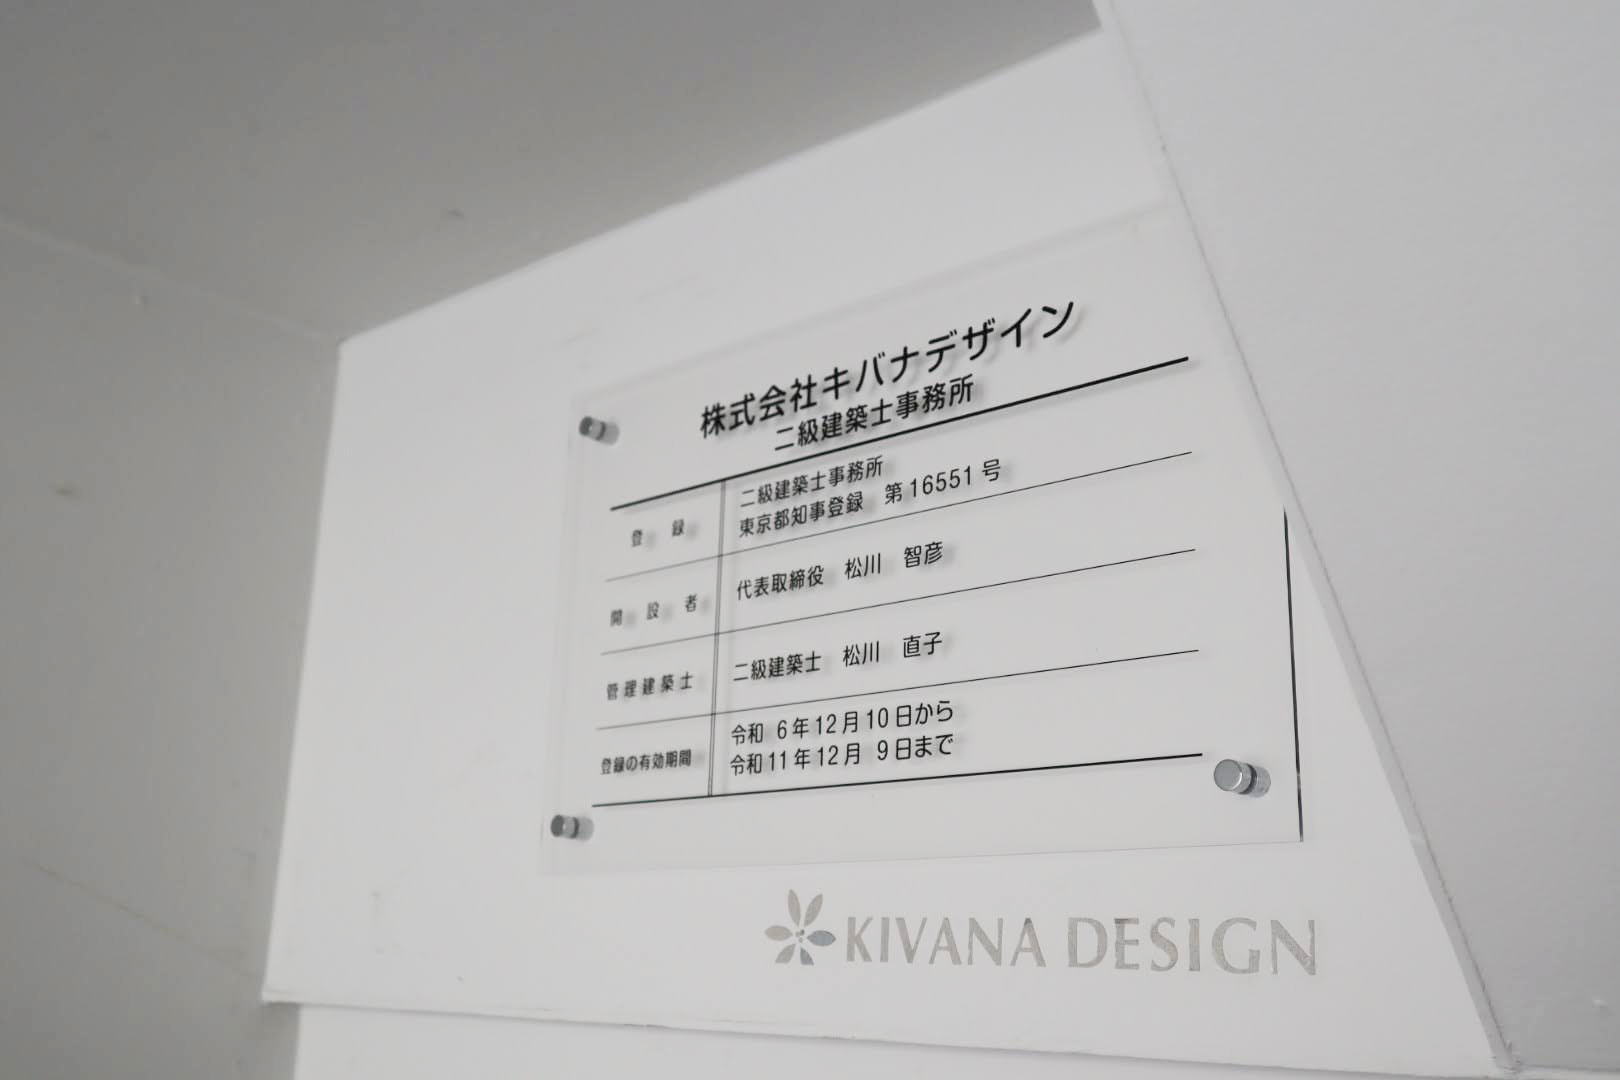 株式会社キバナデザイン
二級建築士事務所
登録 二級建築士事務所
東京都知事登録 第16551号
開設者 代表取締役 松川 智彦
管理建築士 二級建築士 松川 直子
登録の有効期間 令和 6年12月10日から
令和11年12月 9日まで
KIVANA DESIGN